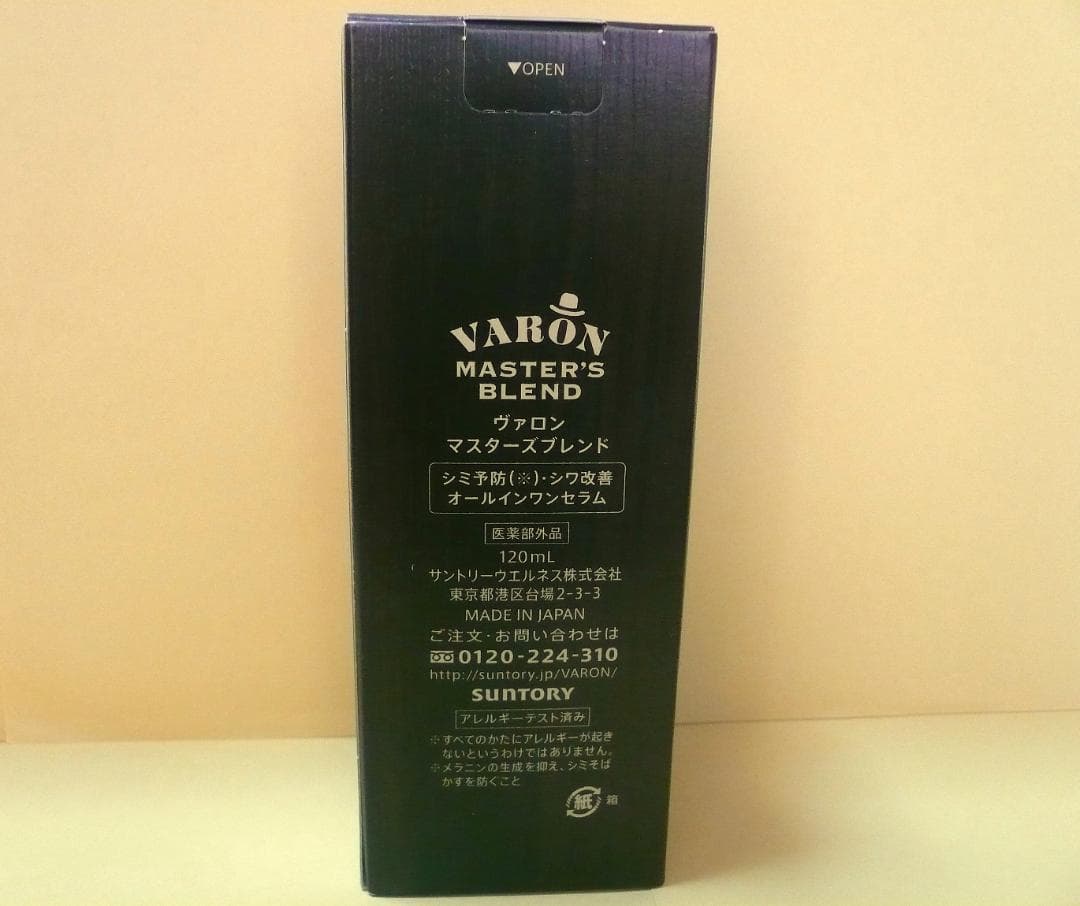 ▼OPEN
VARON
MASTER'S
BLEND
ヴァロン
マスターズブレンド
シミ予防(※)・シワ改善
オールインワンセラム
医薬部外品
120mL
サントリーウエルネス株式会社
東京都港区台場2-3-3
MADE IN JAPAN
ご注文・お問い合わせは
0120-224-310
http://suntory.jp/VARON/
SUNTORY
アレルギーテスト済み
※すべてのかたにアレルギーが起き
ないというわけではありません。
※メラニンの生成を抑え、シミそば
かすを防ぐこと
紙 箱